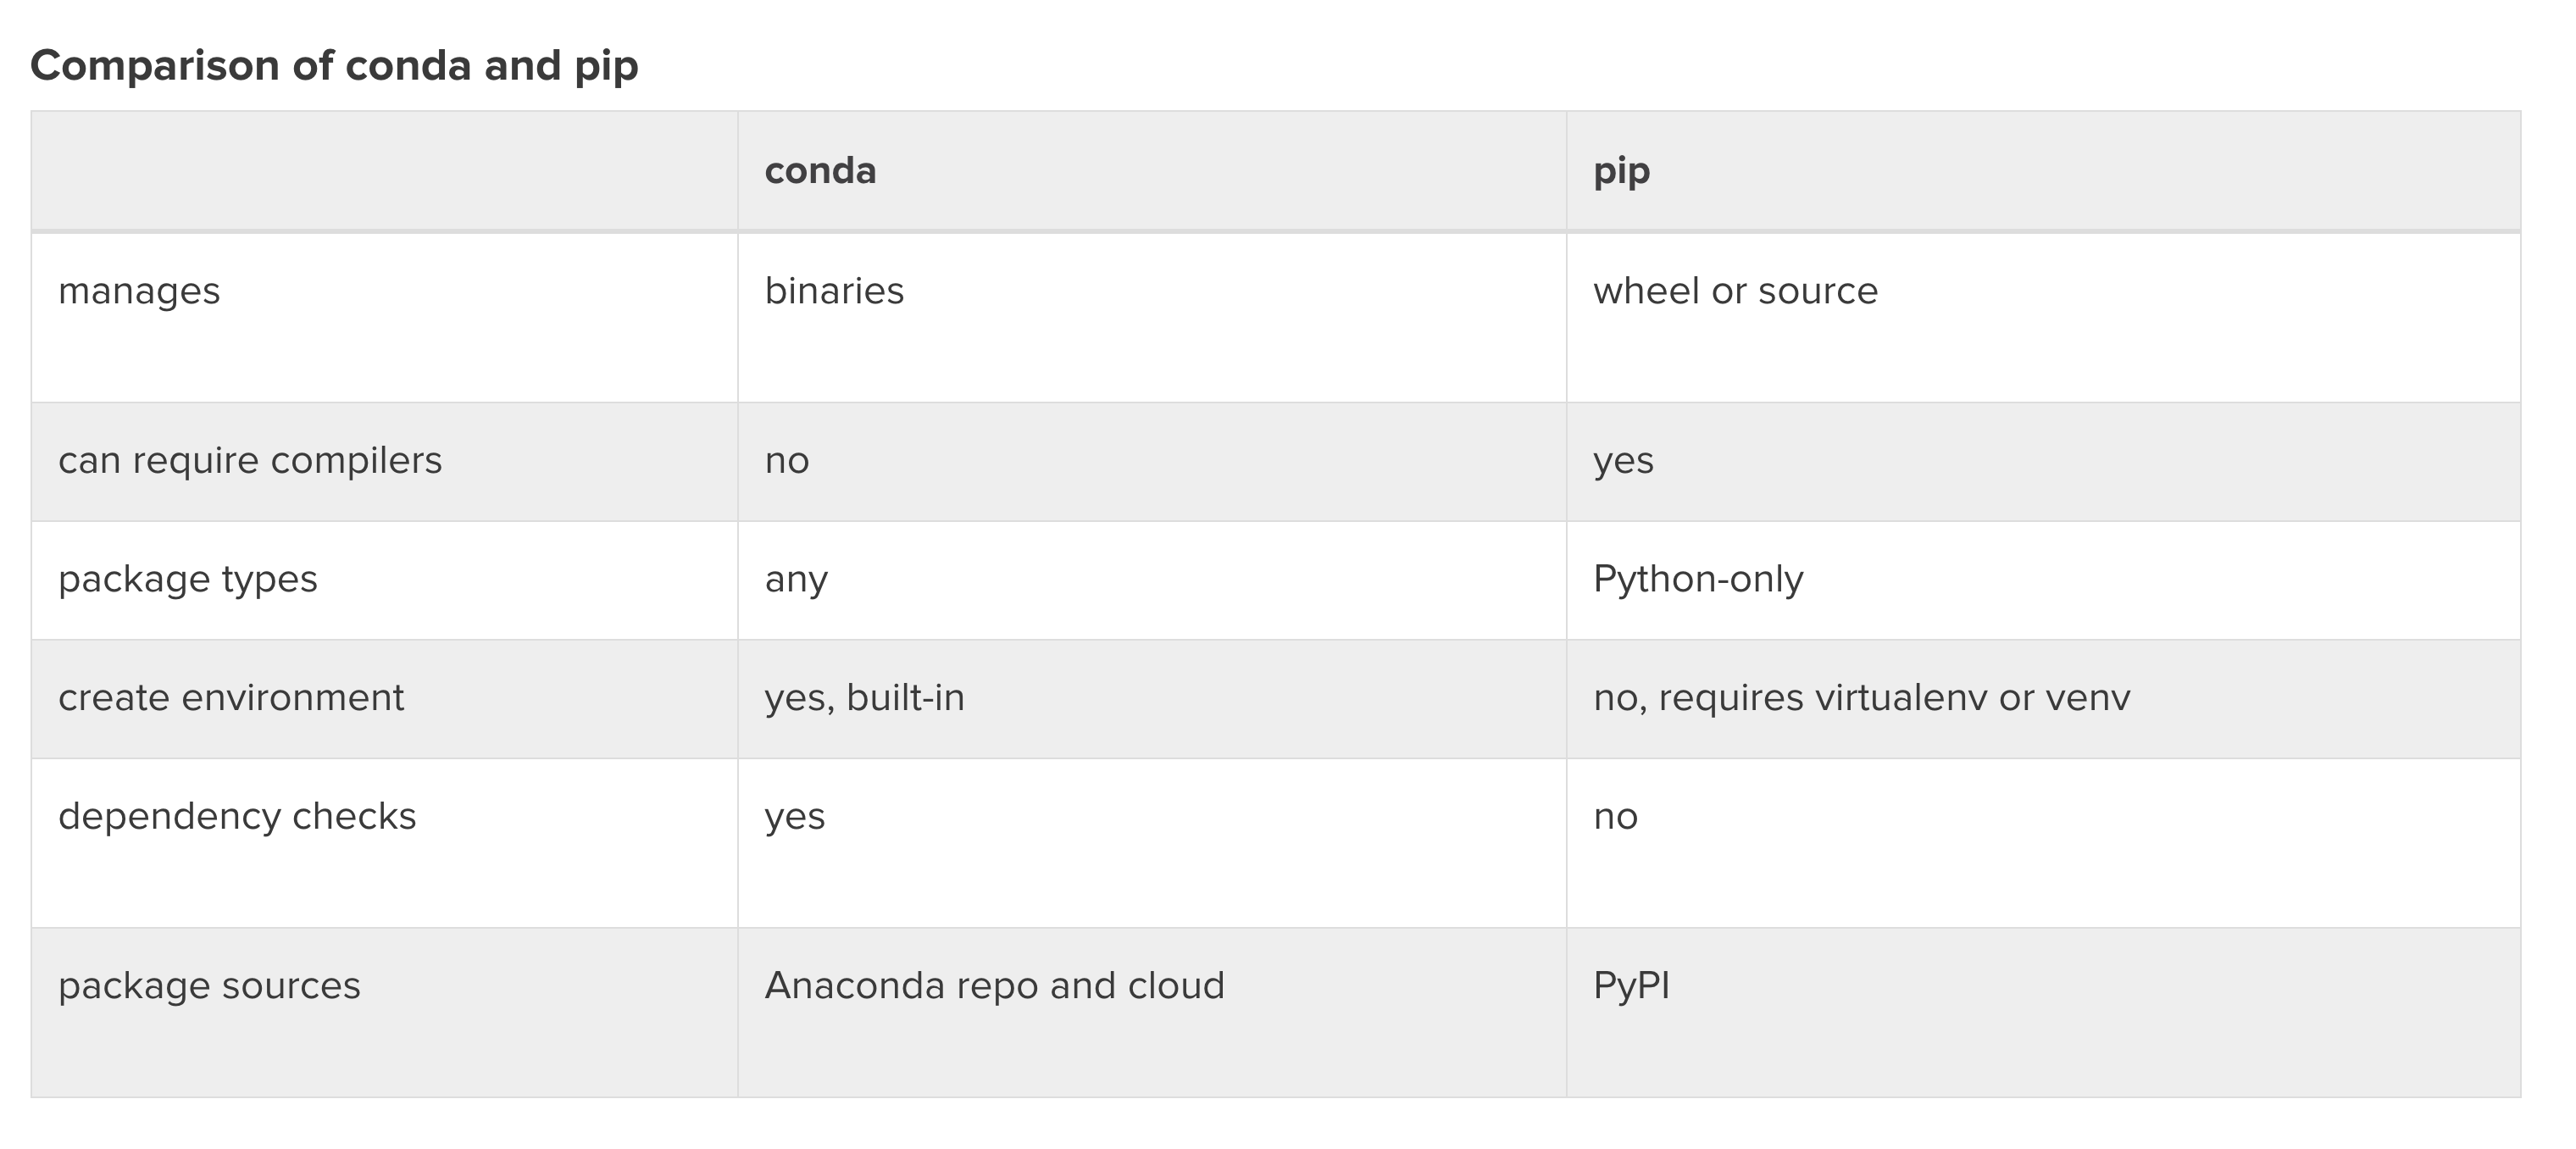 Comparison of conda and pip
conda pip
manages binaries wheel or source
can require compilers no yes
package types any Python-only
create environment yes, built-in no, requires virtualenv or venv
dependency checks yes no
package sources Anaconda repo and cloud PyPI